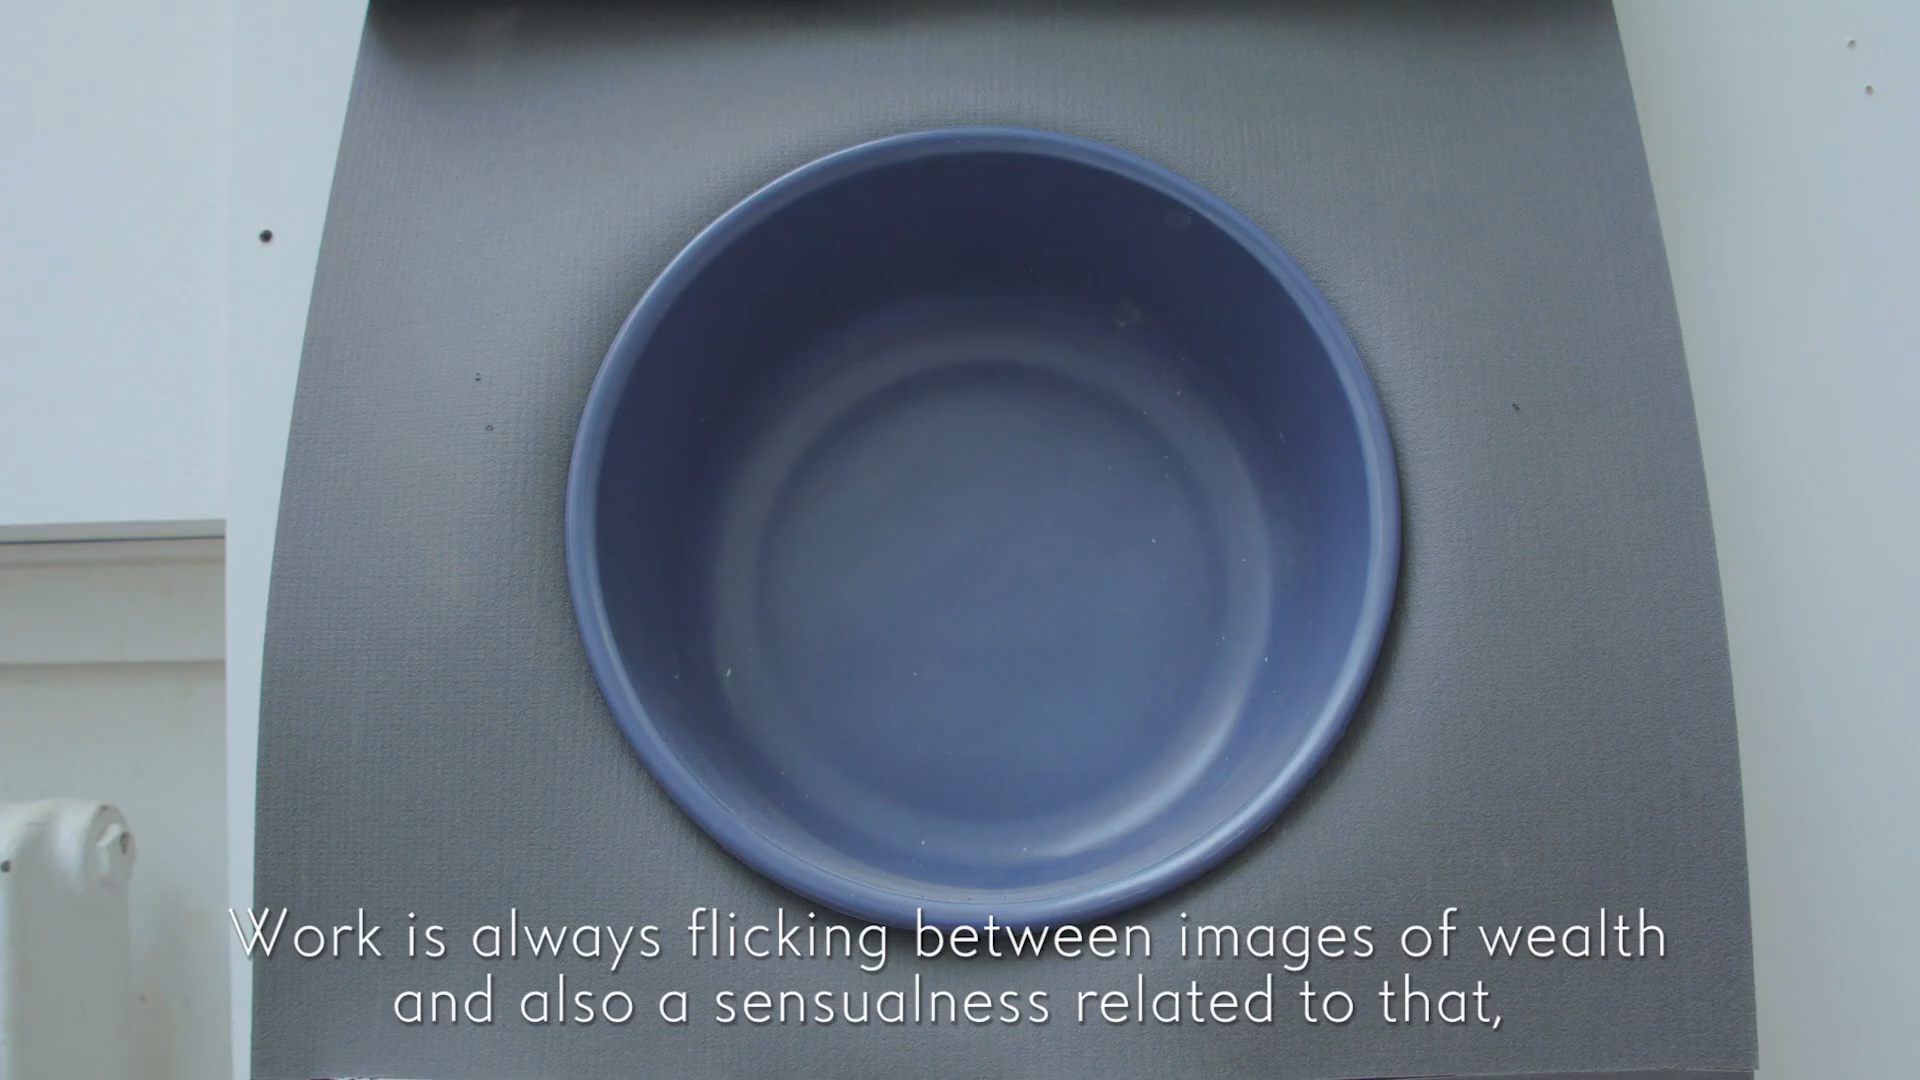 Work is always flicking between images of wealth
and also a sensualness related to that,